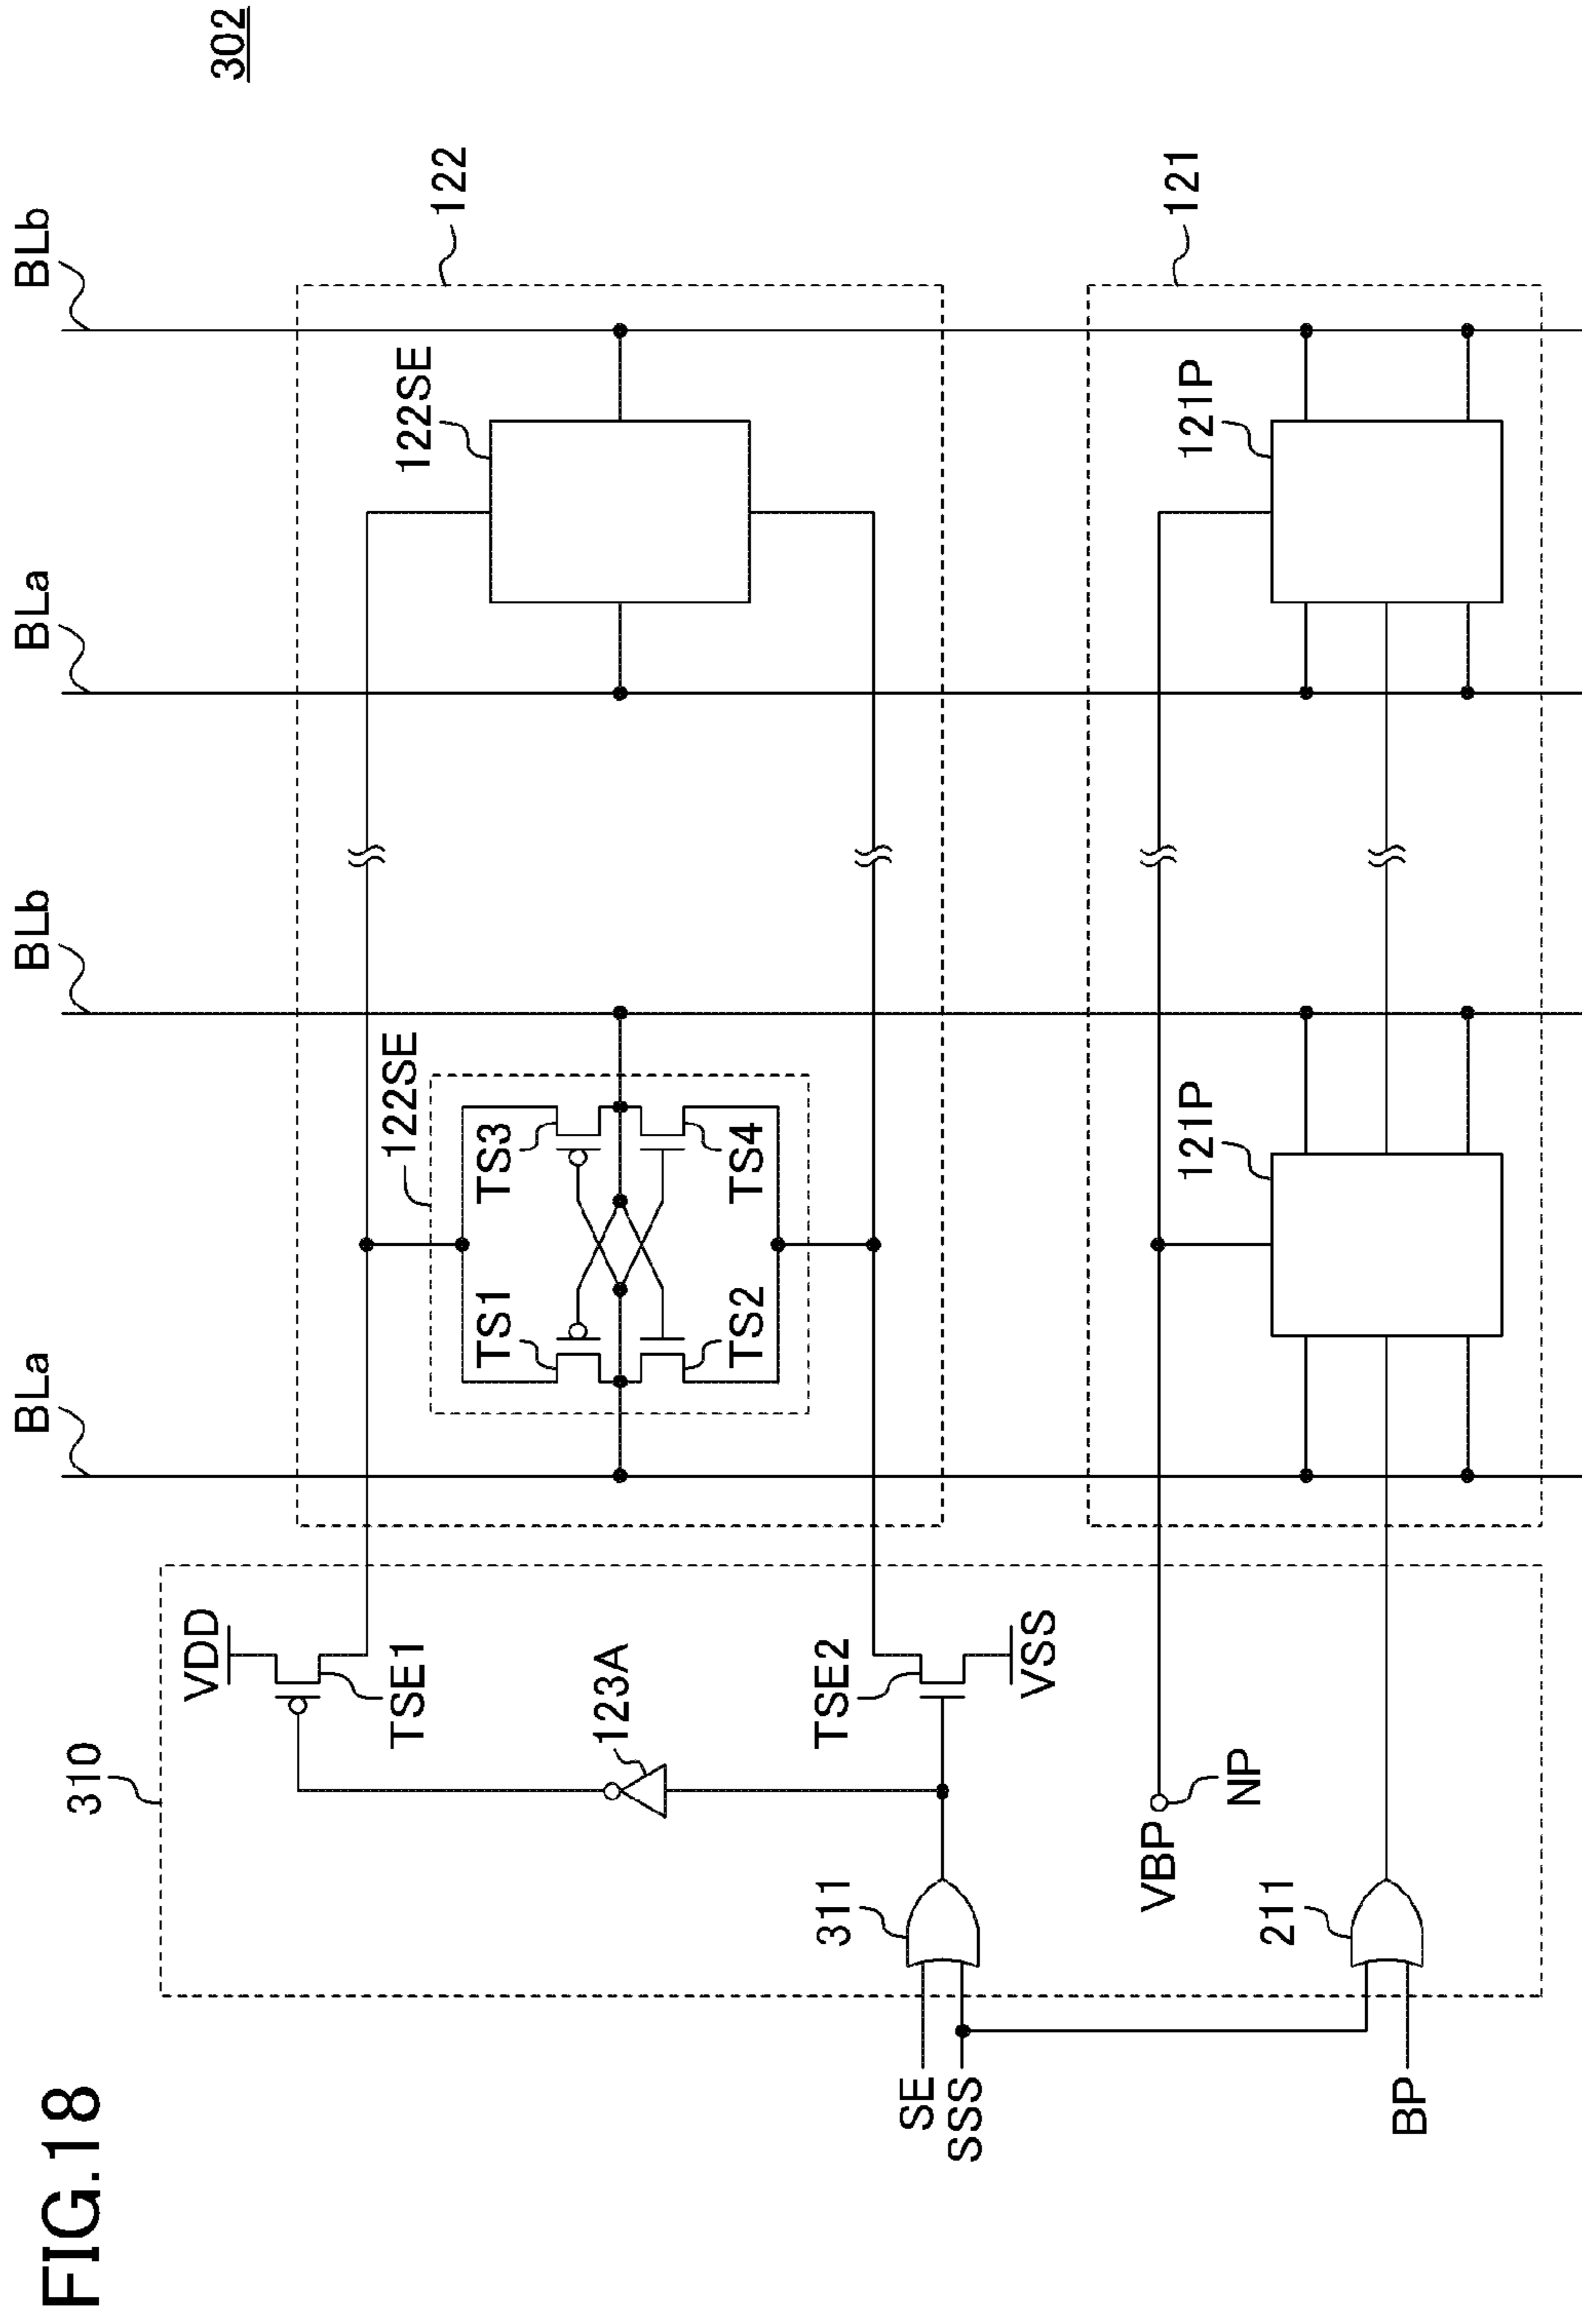 FIG.18
302
310
BLa
BLb
BLa
BLb
VDD
TSE1
123A
TSE2
VSS
311
SE
SSS
VBP
NP
211
BP
122SE
TS1
TS3
TS2
TS4
122SE
122
121P
121P
121